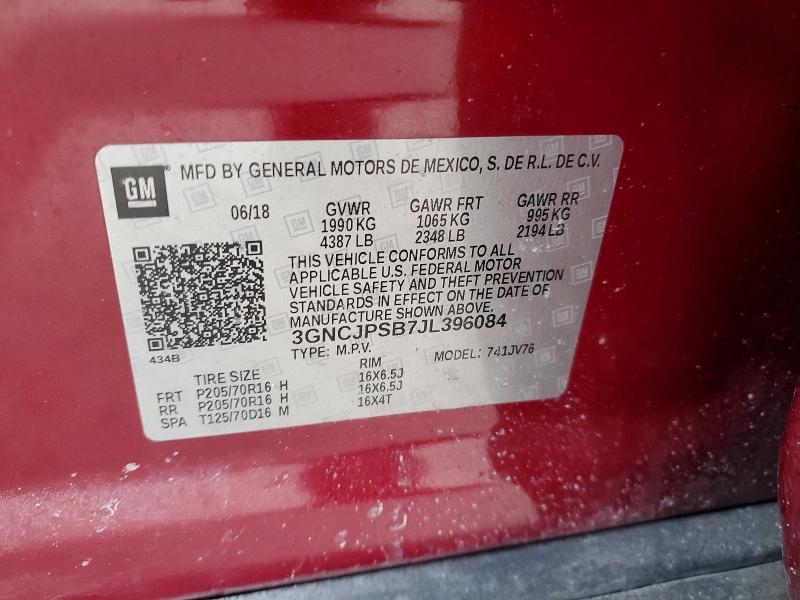 GM MFD BY GENERAL MOTORS DE MEXICO, S. DE R.L. DE C.V.
06/18 GVWR GAWR FRT GAWR RR
1990 KG 1065 KG 995 KG
4387 LB 2348 LB 2194 LB
THIS VEHICLE CONFORMS TO ALL
APPLICABLE U.S. FEDERAL MOTOR
VEHICLE SAFETY AND THEFT PREVENTION
STANDARDS IN EFFECT ON THE DATE OF
MANUFACTURE SHOWN ABOVE.
3GNCJPSB7JL396084
434B TYPE: M.P.V. MODEL: 741JV76
TIRE SIZE RIM
FRT P205/70R16 H 16X6.5J
RR P205/70R16 H 16X6.5J
SPA T125/70D16 M 16X4T